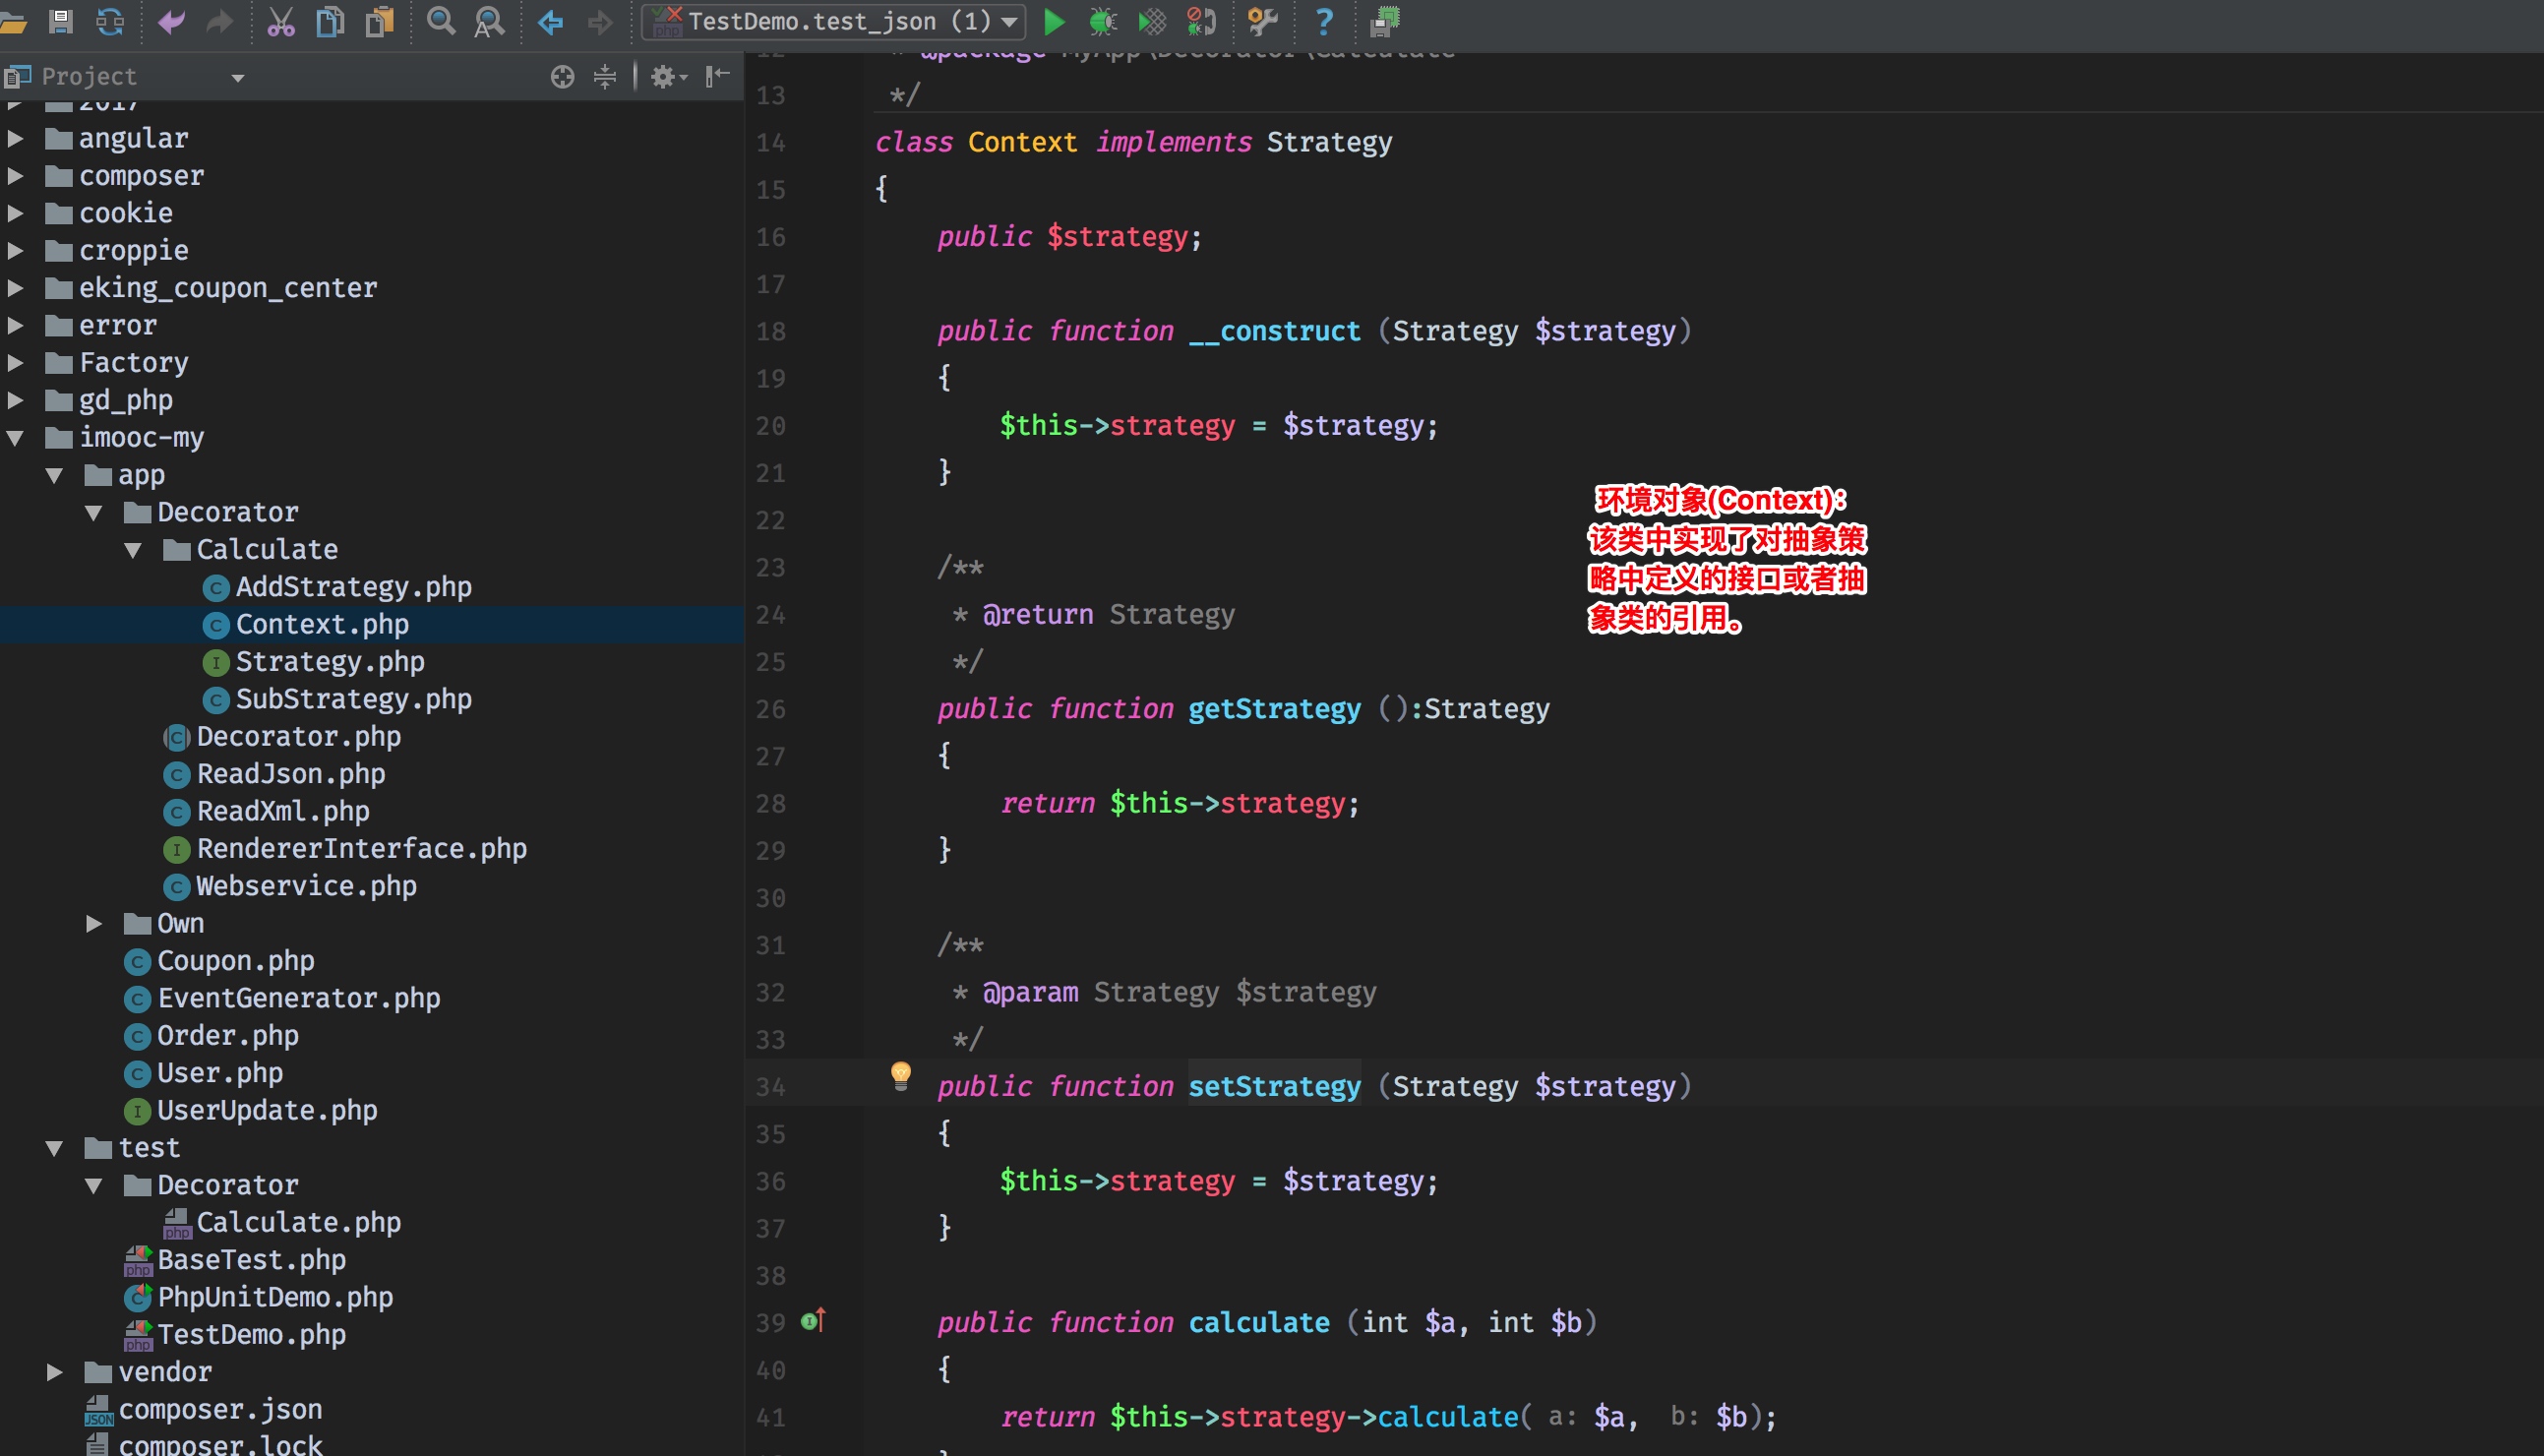 TestDemo.test_json (1)
Project
2017
angular
composer
cookie
croppie
eking_coupon_center
error
Factory
gd_php
imooc-my
app
Decorator
Calculate
AddStrategy.php
Context.php
Strategy.php
SubStrategy.php
Decorator.php
ReadJson.php
ReadXml.php
RendererInterface.php
Webservice.php
Own
Coupon.php
EventGenerator.php
Order.php
User.php
UserUpdate.php
test
Decorator
Calculate.php
BaseTest.php
PhpUnitDemo.php
TestDemo.php
vendor
composer.json
composer.lock
12 * @package MyApp\Decorator\Calculate
13 */
14 class Context implements Strategy
15 {
16 public $strategy;
17
18 public function __construct (Strategy $strategy)
19 {
20 $this->strategy = $strategy;
21 }
22
23 /**
24 * @return Strategy
25 */
26 public function getStrategy ():Strategy
27 {
28 return $this->strategy;
29 }
30
31 /**
32 * @param Strategy $strategy
33 */
34 public function setStrategy (Strategy $strategy)
35 {
36 $this->strategy = $strategy;
37 }
38
39 public function calculate (int $a, int $b)
40 {
41 return $this->strategy->calculate( a: $a, b: $b);
环境对象(Context):
该类中实现了对抽象策
略中定义的接口或者抽
象类的引用。